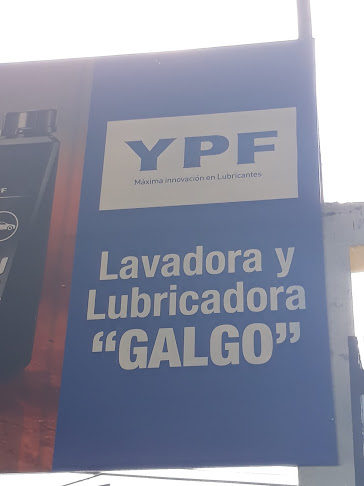 YPF
Máxima innovación en Lubricantes
Lavadora y
Lubricadora
“GALGO”